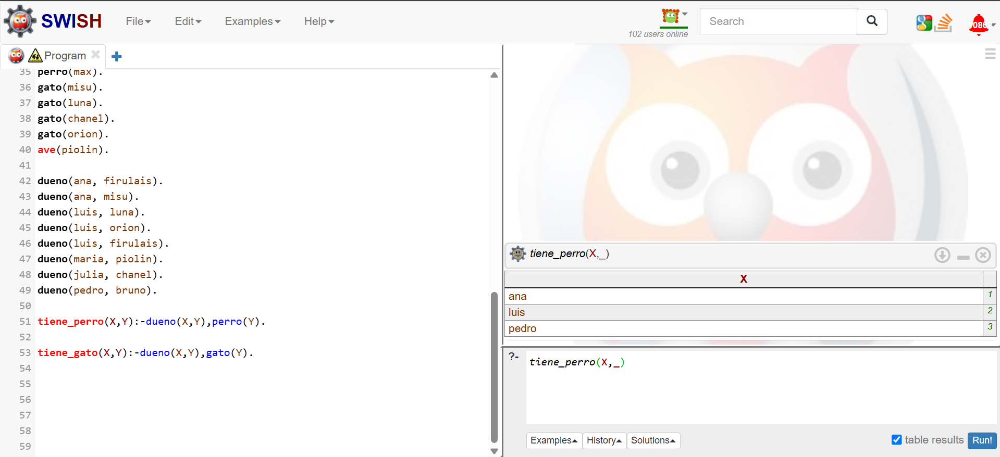 SWISH File Edit Examples Help
102 users online
Search
Program
35 perro(max).
36 gato(misu).
37 gato(luna).
38 gato(chanel).
39 gato(orion).
40 ave(piolin).
41
42 dueno(ana, firulais).
43 dueno(ana, misu).
44 dueno(luis, luna).
45 dueno(luis, orion).
46 dueno(luis, firulais).
47 dueno(maria, piolin).
48 dueno(julia, chanel).
49 dueno(pedro, bruno).
50
51 tiene_perro(X,Y):-dueno(X,Y),perro(Y).
52
53 tiene_gato(X,Y):-dueno(X,Y),gato(Y).
54
55
56
57
58
59
tiene_perro(X,_)
X
ana 1
luis 2
pedro 3
?- tiene_perro(X,_)
Examples History Solutions
table results Run!